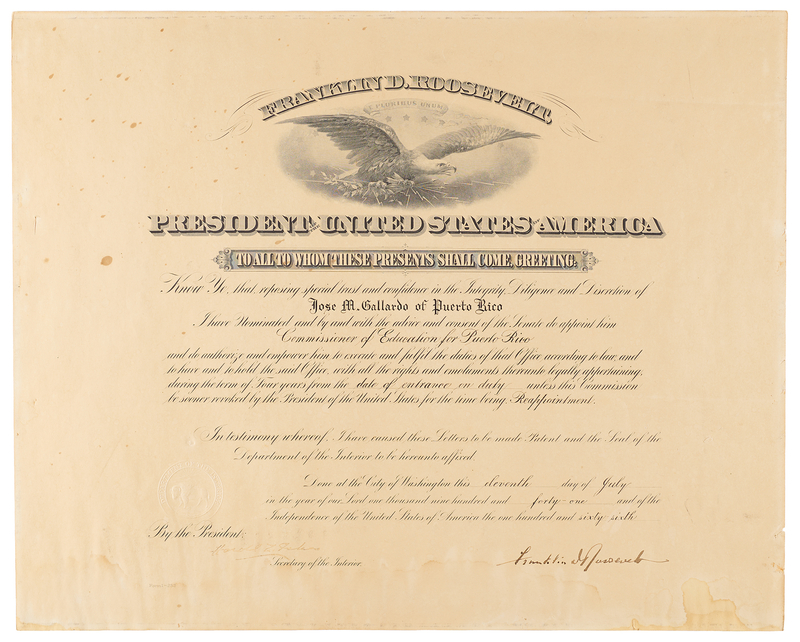 FRANKLIN D. ROOSEVELT,
E PLURIBUS UNUM
PRESIDENT OF THE UNITED STATES OF AMERICA
TO ALL TO WHOM THESE PRESENTS SHALL COME, GREETING:
Know Ye, that reposing special trust and confidence in the Integrity, Diligence and Discretion of
Jose M. Gallardo of Puerto Rico
I have Nominated and by and with the advice and consent of the Senate do appoint him
Commissioner of Education for Puerto Rico
and do authorize and empower him to execute and fulfil the duties of that Office according to law, and
to have and to hold the said Office, with all the rights and emoluments thereunto legally appertaining,
during the term of Four years from the date of entrance on duty unless this Commission
be sooner revoked by the President of the United States for the time being. Reappointment.
In testimony whereof, I have caused these Letters to be made Patent and the Seal of the
Department of the Interior to be hereunto affixed.
Done at the City of Washington this eleventh day of July
in the year of our Lord one thousand nine hundred and forty-one and of the
Independence of the United States of America the one hundred and sixty-sixth.
By the President:
Secretary of the Interior.
Franklin D Roosevelt